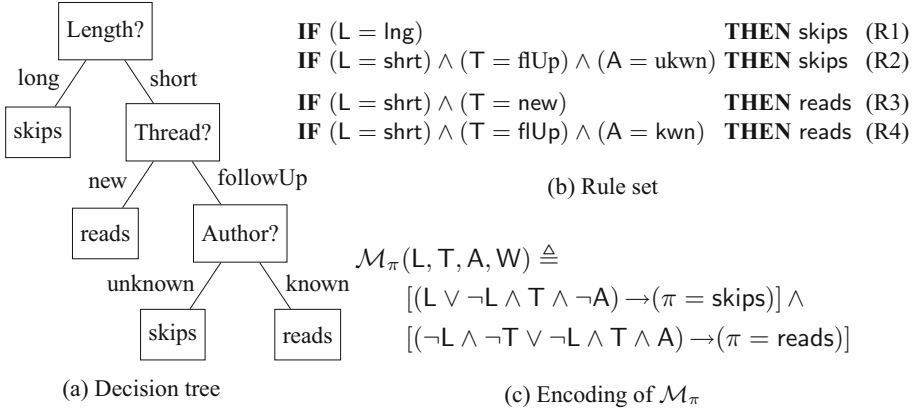 Length?
long
short
skips
Thread?
new
followUp
reads
Author?
unknown
known
skips
reads
(a) Decision tree
IF (L = lng) THEN skips (R1)
IF (L = shrt) ∧ (T = flUp) ∧ (A = ukwn) THEN skips (R2)
IF (L = shrt) ∧ (T = new) THEN reads (R3)
IF (L = shrt) ∧ (T = flUp) ∧ (A = kwn) THEN reads (R4)
(b) Rule set
ℳπ(L, T, A, W) ≜
[(L ∨ ¬L ∧ T ∧ ¬A) → (π = skips)] ∧
[(¬L ∧ ¬T ∨ ¬L ∧ T ∧ A) → (π = reads)]
(c) Encoding of ℳπ